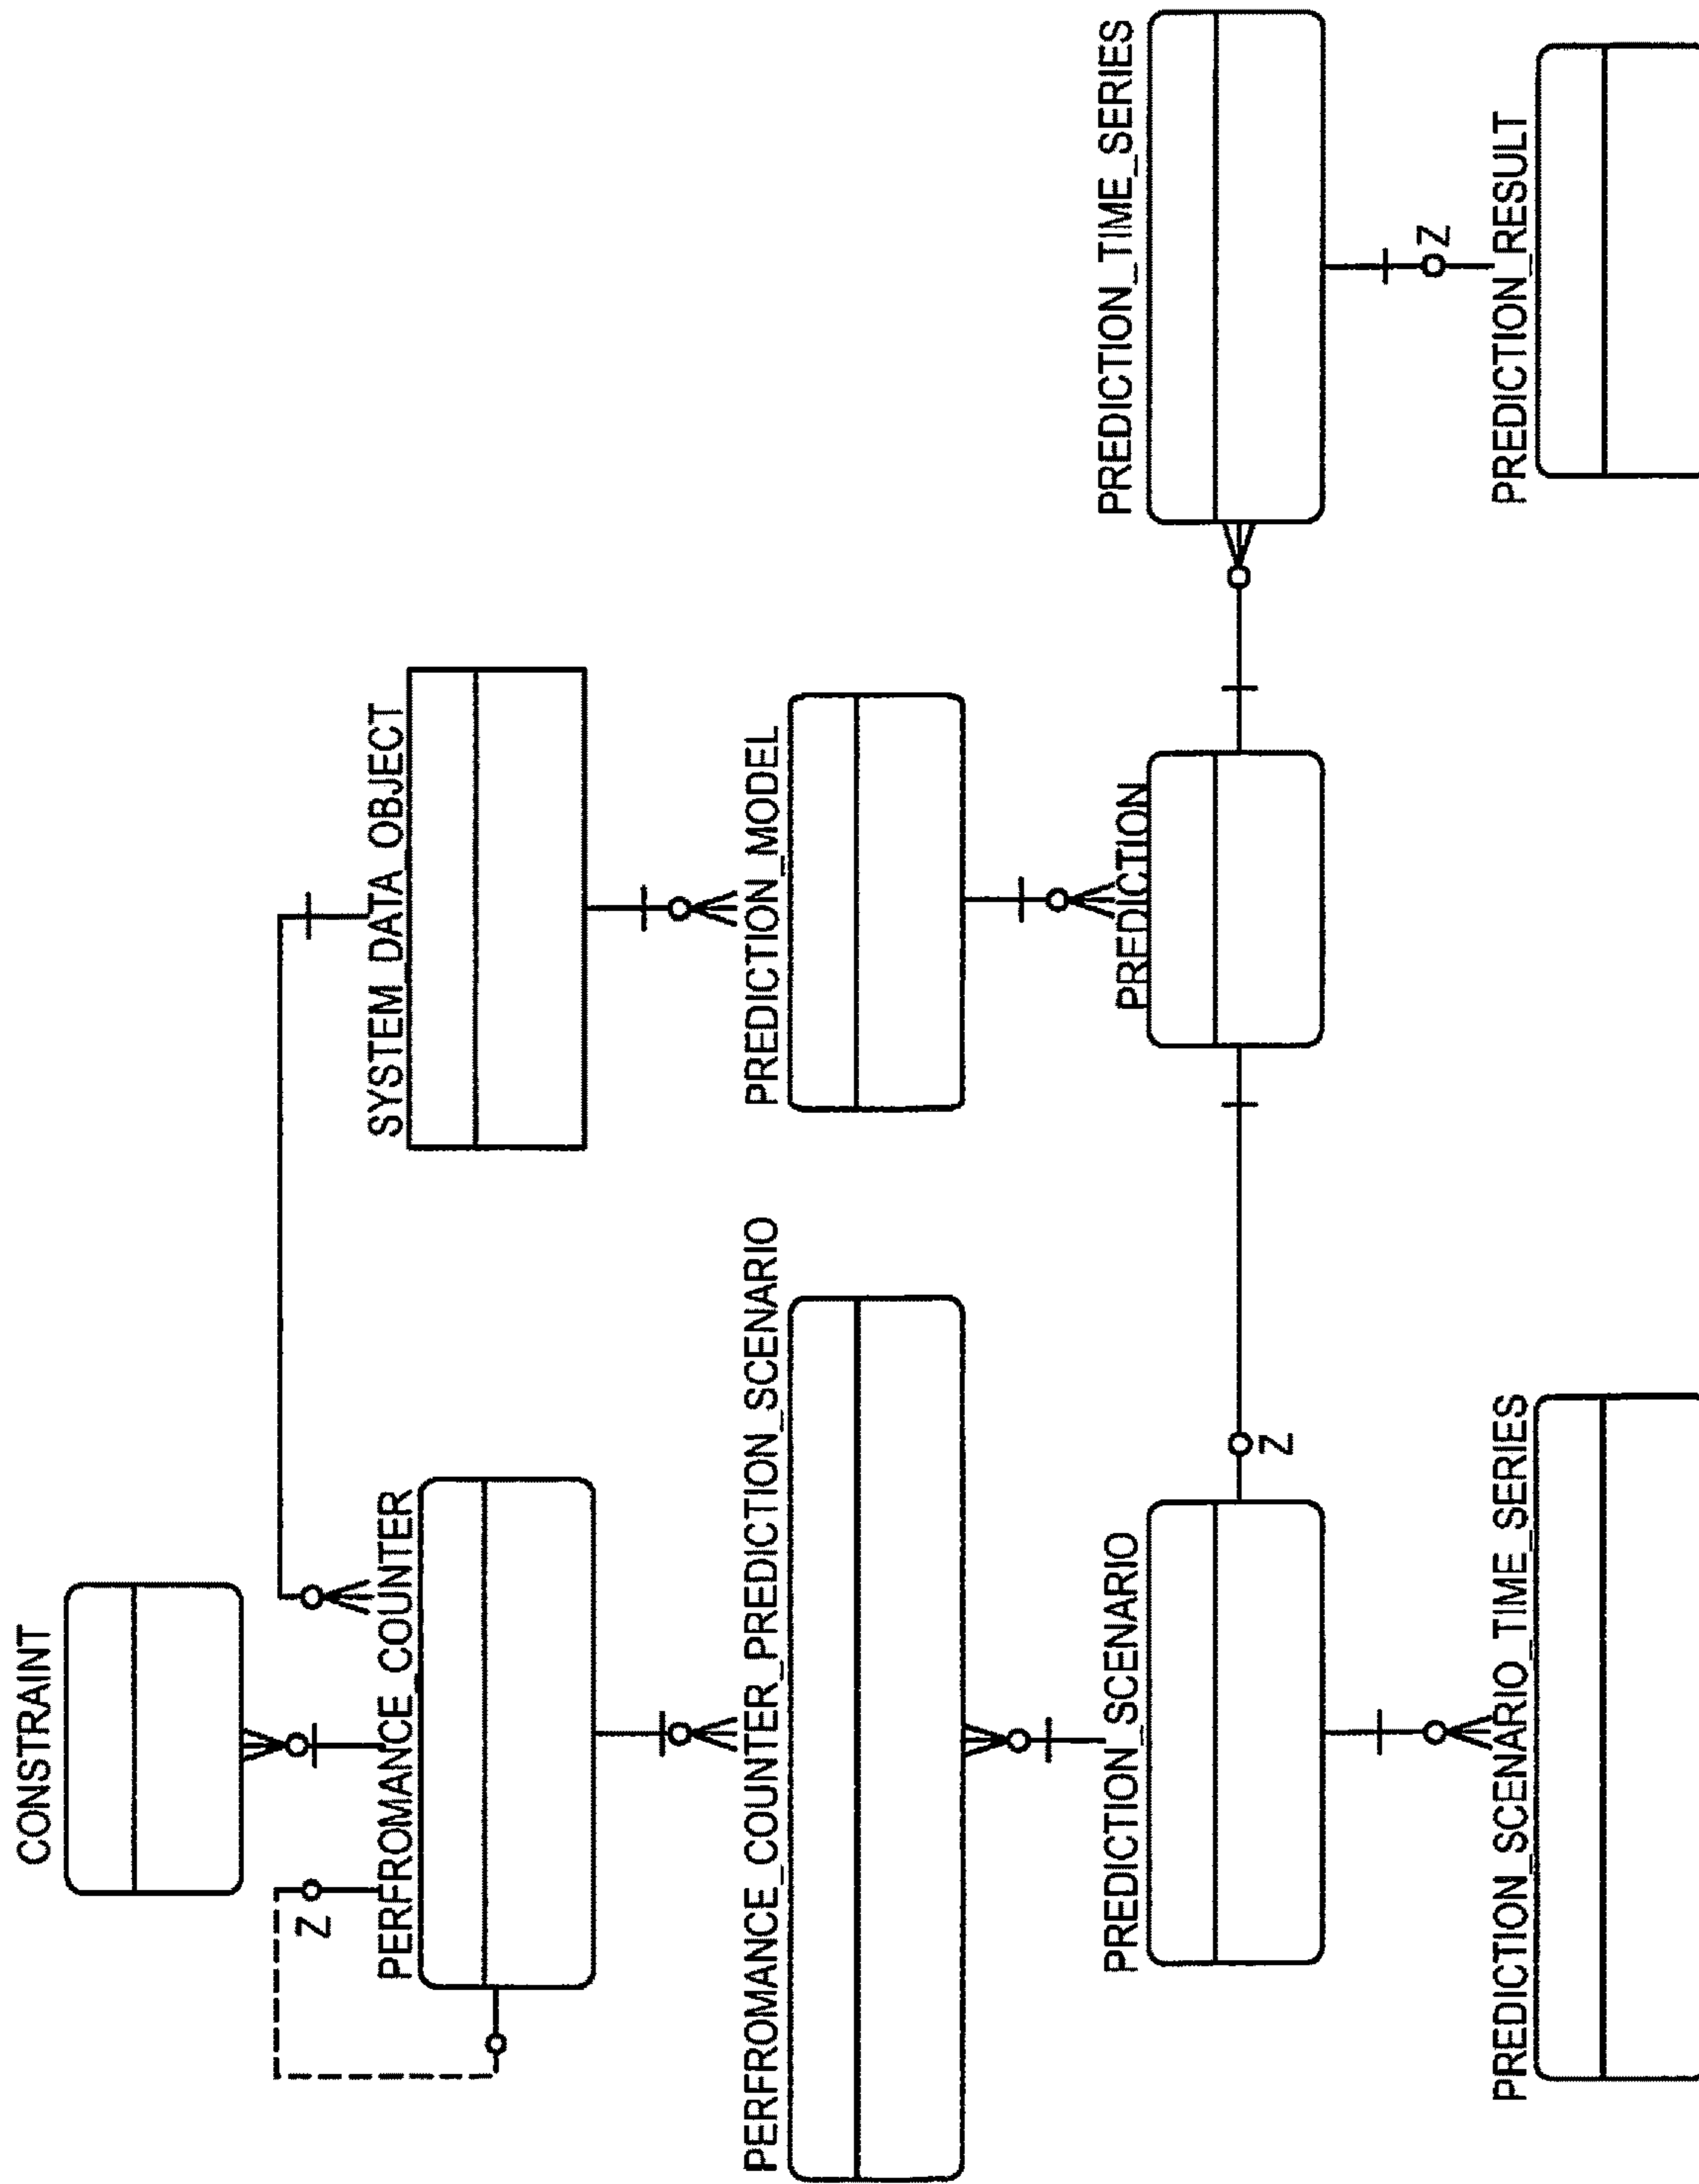 CONSTRAINT
Z
PERFROMANCE_COUNTER
SYSTEM_DATA_OBJECT
PERFROMANCE_COUNTER_PREDICTION_SCENARIO
PREDICTION_MODEL
PREDICTION_SCENARIO
Z
PREDICTION
PREDICTION_TIME_SERIES
Z
PREDICTION_SCENARIO_TIME_SERIES
PREDICTION_RESULT